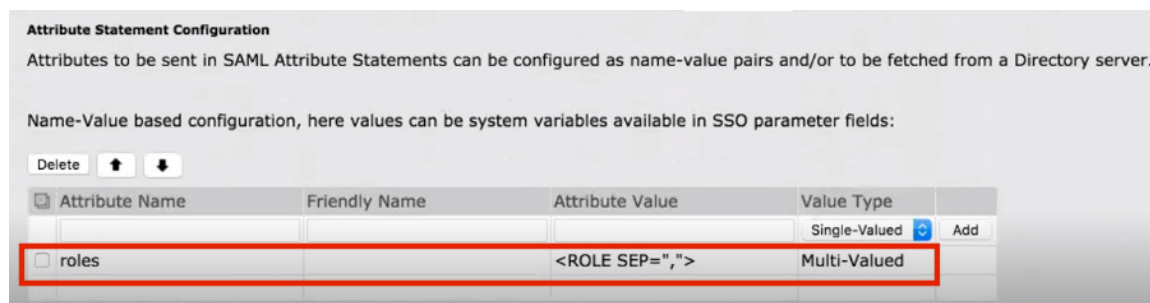 Attribute Statement Configuration
Attributes to be sent in SAML Attribute Statements can be configured as name-value pairs and/or to be fetched from a Directory server.
Name-Value based configuration, here values can be system variables available in SSO parameter fields:
Delete
Attribute Name Friendly Name Attribute Value Value Type
Single-Valued Add
roles <ROLE SEP=","> Multi-Valued